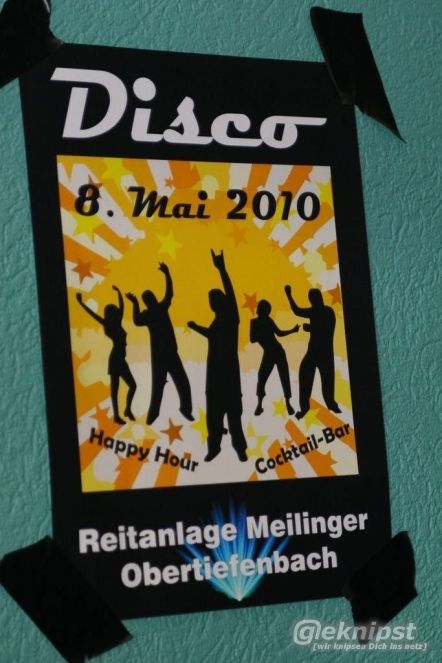 Disco
8. Mai 2010
Happy Hour
Cocktail-Bar
Reitanlage Meilinger
Obertiefenbach
@eknipst
[wir knipsen Dich ins netz]